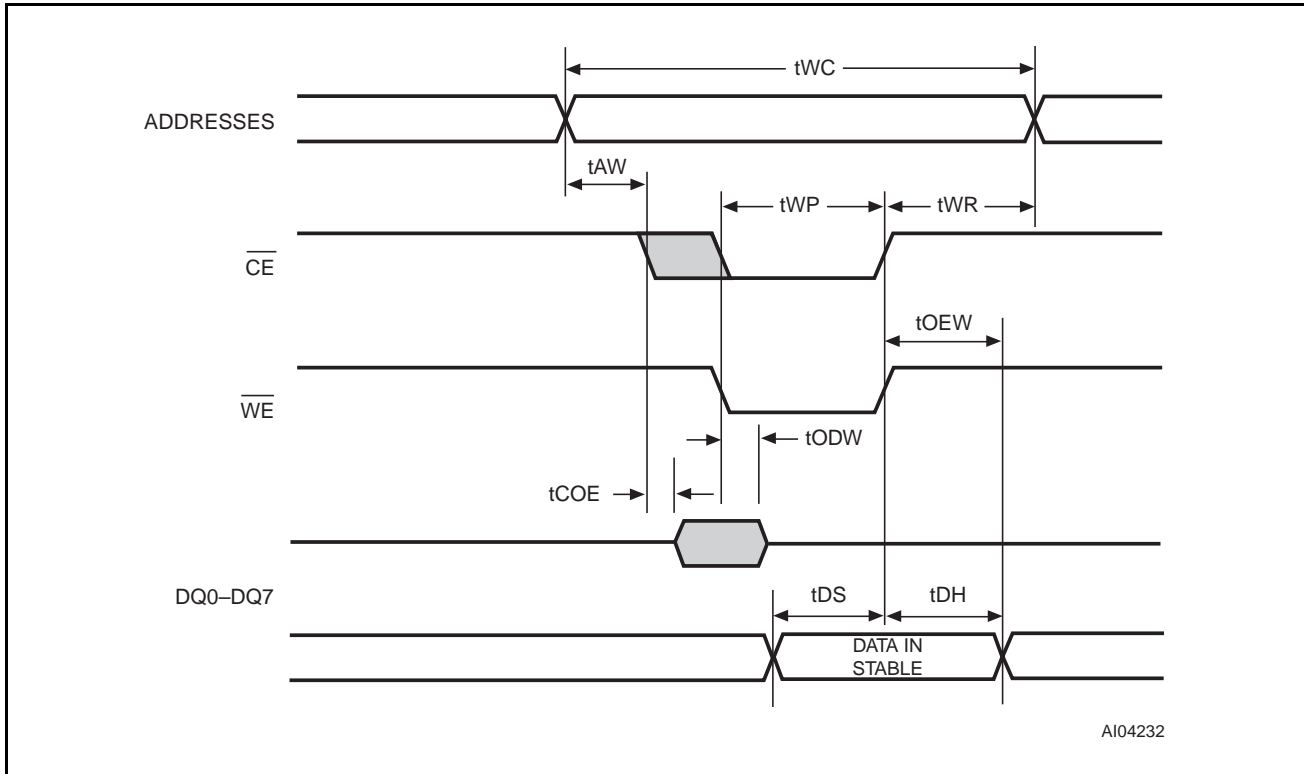 tWC
ADDRESSES
tAW
tWP
tWR
CE
tOEW
WE
tODW
tCOE
DQ0–DQ7
tDS
tDH
DATA IN
STABLE
AI04232